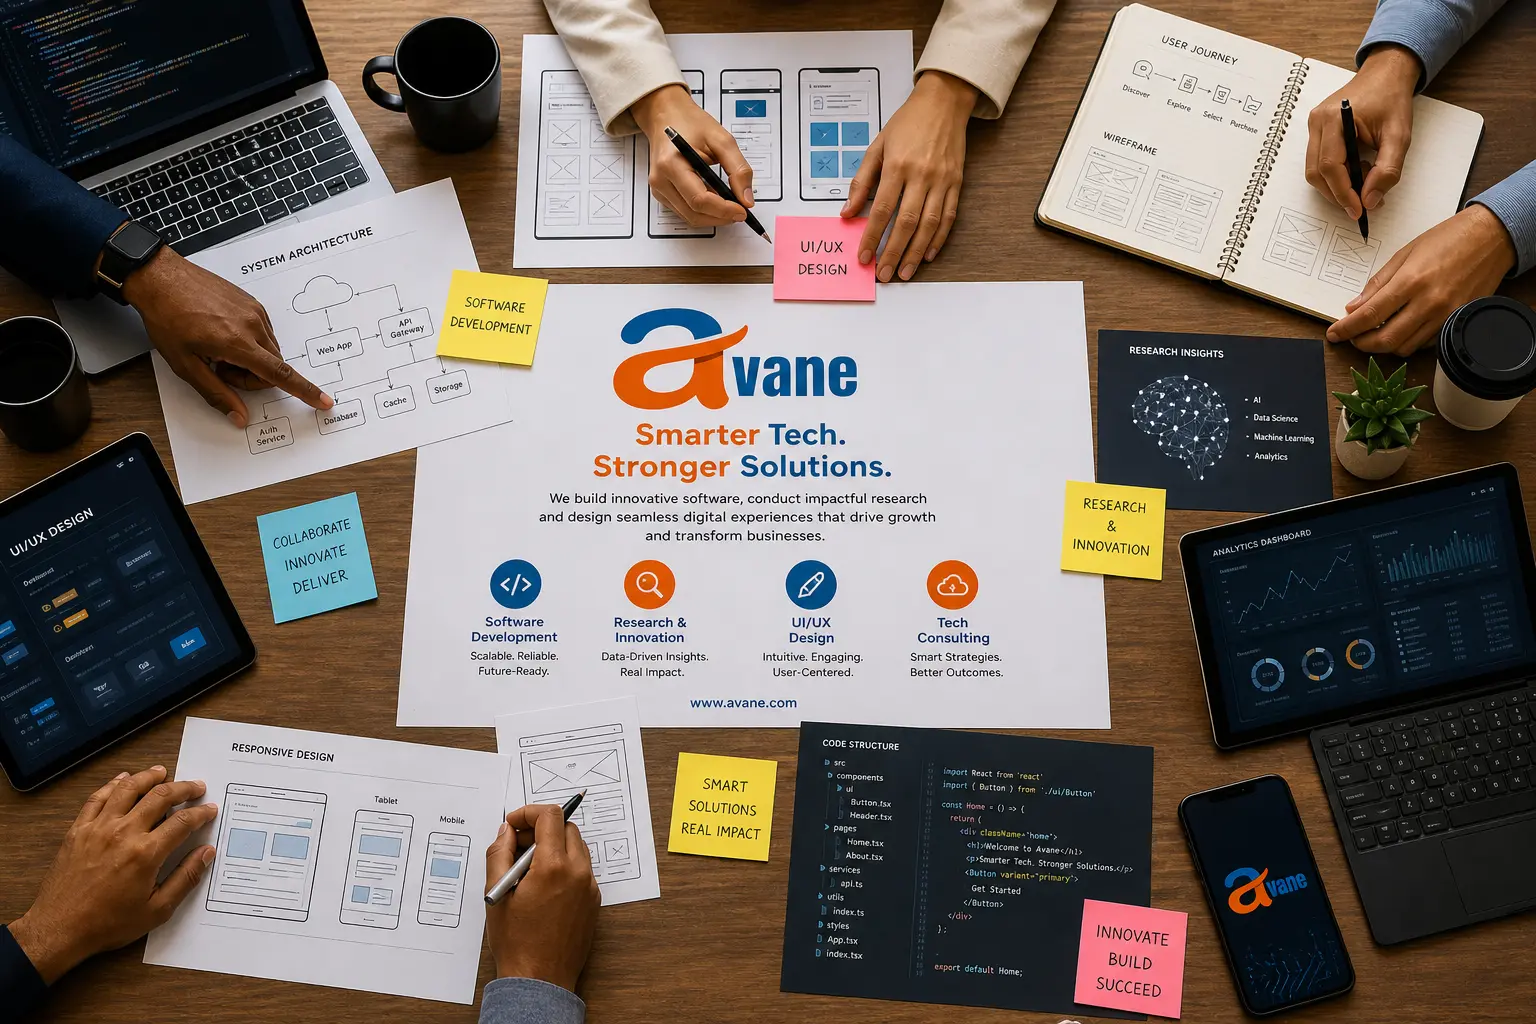 USER JOURNEY
Discover
Explore
Select
Purchase
WIREFRAME
SYSTEM ARCHITECTURE
Web App
API
Gateway
Auth
Service
Database
Cache
Storage
SOFTWARE
DEVELOPMENT
UI/UX
DESIGN
avane
Smarter Tech.
Stronger Solutions.
We build innovative software, conduct impactful research
and design seamless digital experiences that drive growth
and transform businesses.
Software
Development
Scalable. Reliable.
Future-Ready.
Research &
Innovation
Data-Driven Insights.
Real Impact.
UI/UX
Design
Intuitive. Engaging.
User-Centered.
Tech
Consulting
Smart Strategies.
Better Outcomes.
www.avane.com
RESEARCH INSIGHTS
• AI
• Data Science
• Machine Learning
• Analytics
RESEARCH
&
INNOVATION
UI/UX DESIGN
COLLABORATE
INNOVATE
DELIVER
ANALYTICS DASHBOARD
RESPONSIVE DESIGN
Tablet
Mobile
SMART
SOLUTIONS
REAL IMPACT
CODE STRUCTURE
src
components
ui
Button.tsx
Header.tsx
pages
Home.tsx
About.tsx
services
api.ts
utils
index.ts
styles
App.tsx
index.tsx
import React from 'react'
import { Button } from './ui/Button'
const Home = () => {
return (
<div className="home">
<h1>Welcome to Avane</h1>
<p>Smarter Tech. Stronger Solutions.</p>
<Button variant="primary">
Get Started
</Button>
</div>
);
};
export default Home;
INNOVATE
BUILD
SUCCEED
avane